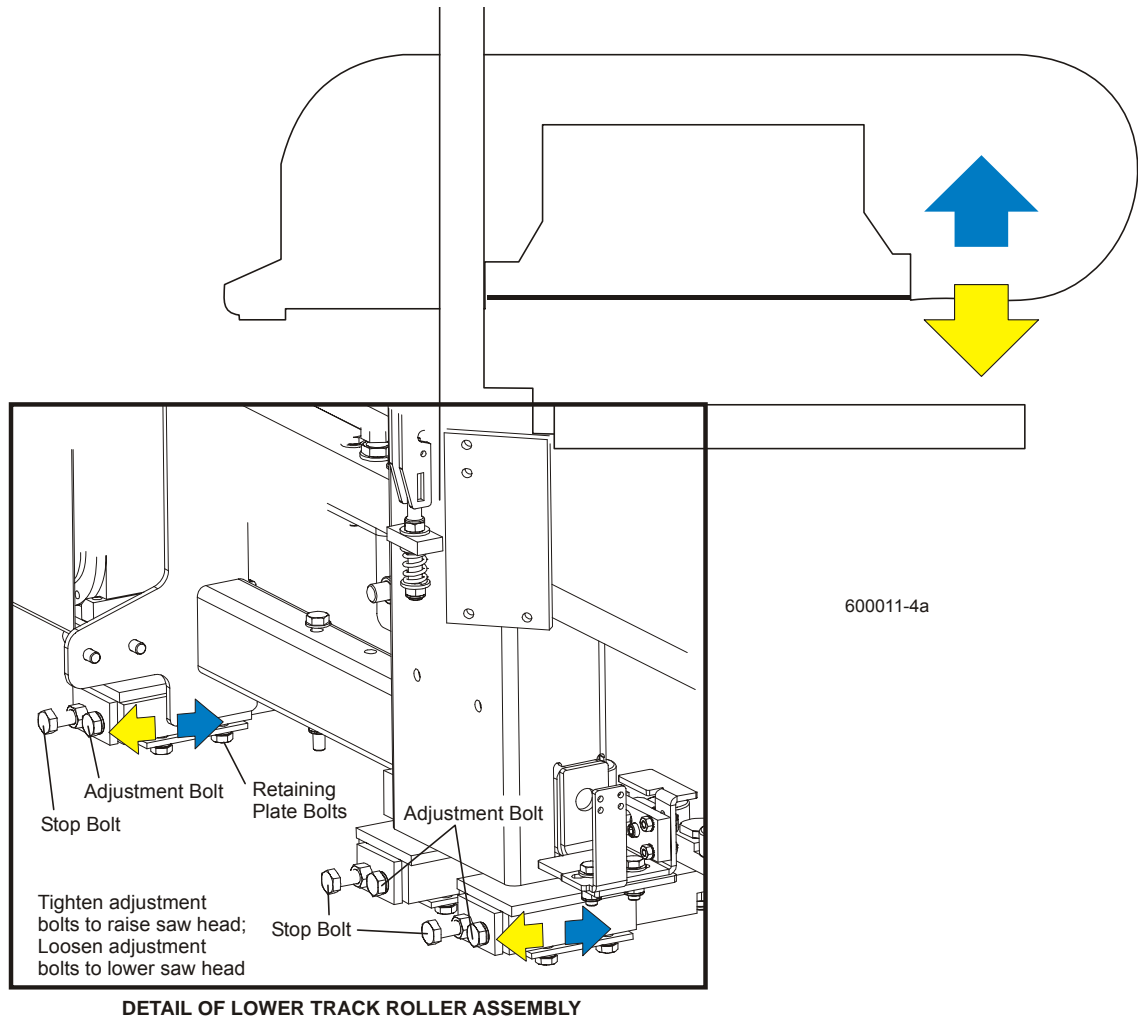 600011-4a
Adjustment Bolt
Stop Bolt
Retaining
Plate Bolts
Adjustment Bolt
Stop Bolt
Tighten adjustment
bolts to raise saw head;
Loosen adjustment
bolts to lower saw head
DETAIL OF LOWER TRACK ROLLER ASSEMBLY